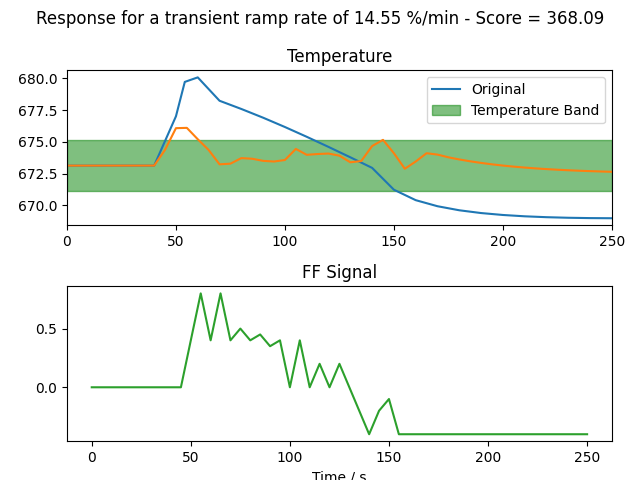 Response for a transient ramp rate of 14.55 %/min - Score = 368.09
Temperature
680.0
677.5
675.0
672.5
670.0
Original
Temperature Band
0 50 100 150 200 250
FF Signal
0.5
0.0
0 50 100 150 200 250
Time / s